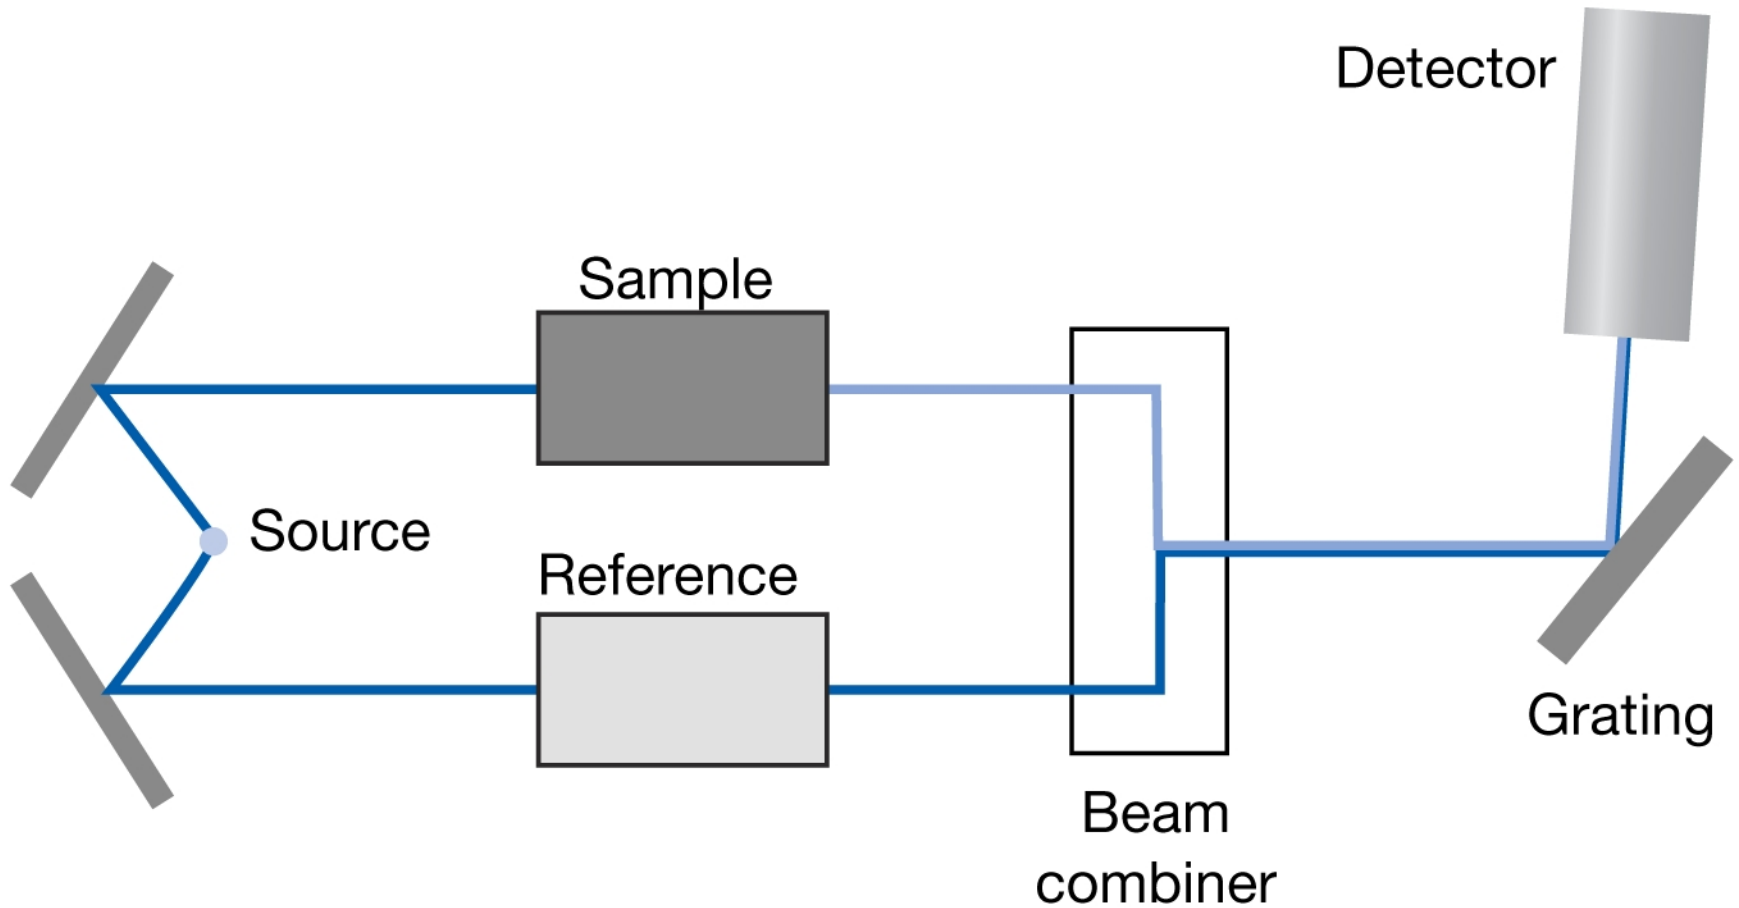 Detector
Sample
Source
Reference
Grating
Beam
combiner